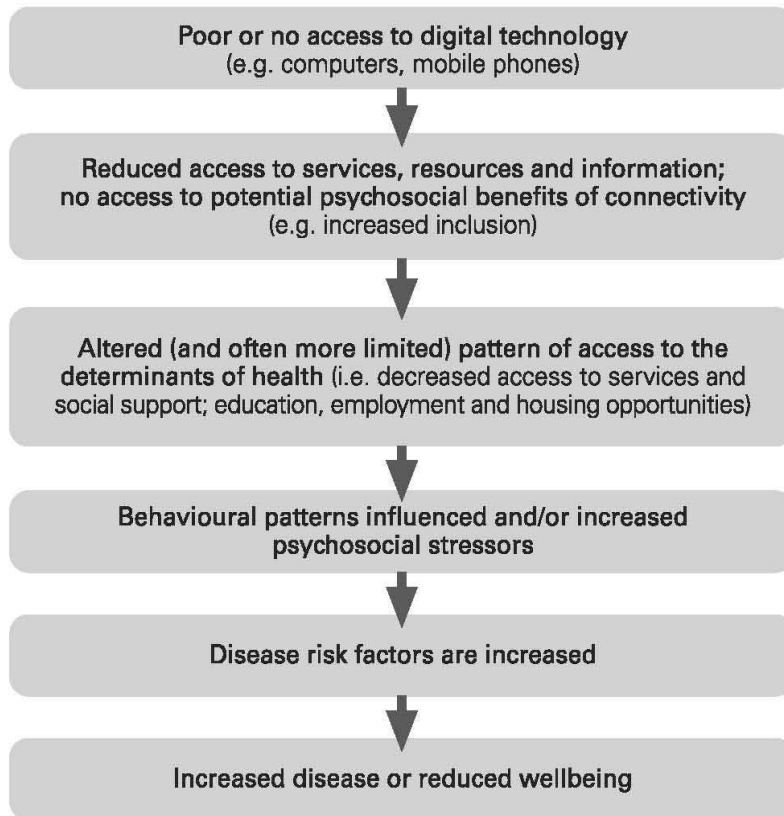 Poor or no access to digital technology
(e.g. computers, mobile phones)
Reduced access to services, resources and information;
no access to potential psychosocial benefits of connectivity
(e.g. increased inclusion)
Altered (and often more limited) pattern of access to the
determinants of health (i.e. decreased access to services and
social support; education, employment and housing opportunities)
Behavioural patterns influenced and/or increased
psychosocial stressors
Disease risk factors are increased
Increased disease or reduced wellbeing